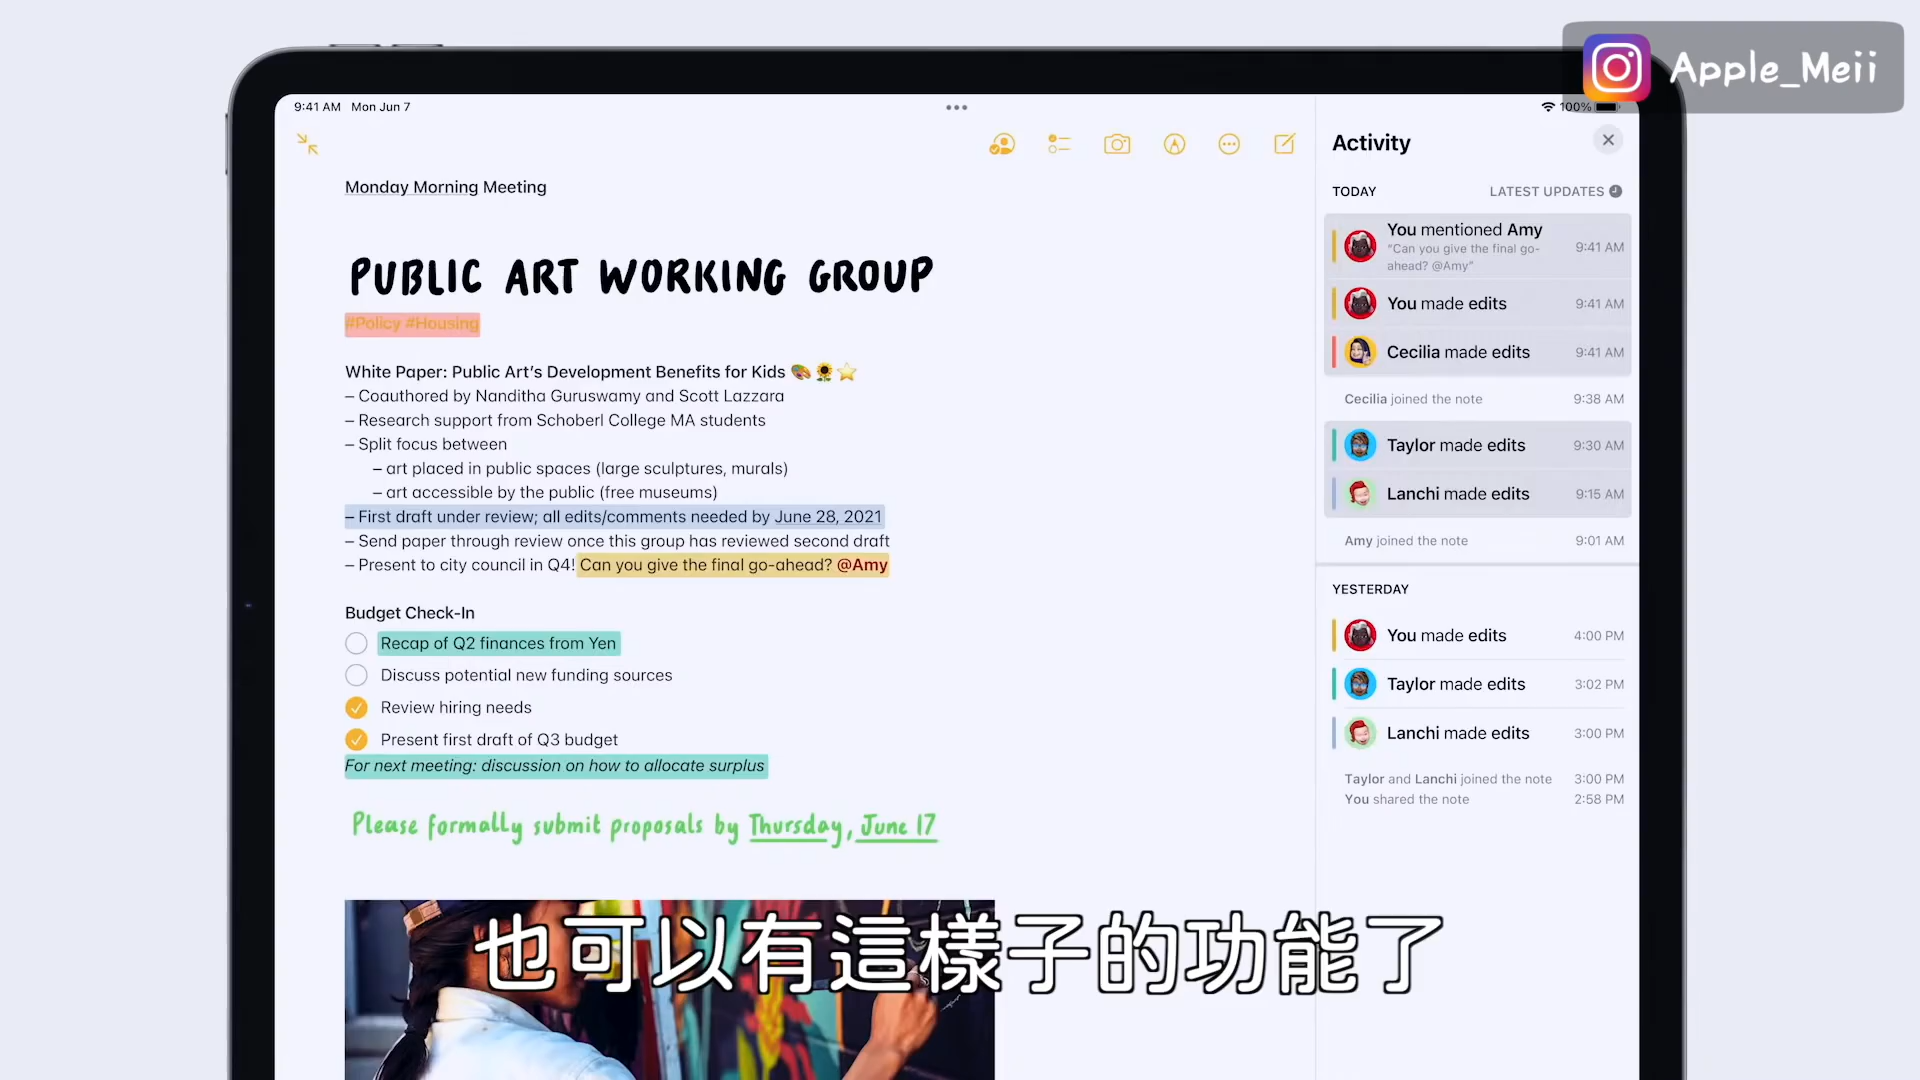 Apple_Meii
9:41 AM Mon Jun 7
100%
Monday Morning Meeting
PUBLIC ART WORKING GROUP
#Policy #Housing
White Paper: Public Art’s Development Benefits for Kids 🎨🌻⭐
– Coauthored by Nanditha Guruswamy and Scott Lazzara
– Research support from Schoberl College MA students
– Split focus between
– art placed in public spaces (large sculptures, murals)
– art accessible by the public (free museums)
– First draft under review; all edits/comments needed by June 28, 2021
– Send paper through review once this group has reviewed second draft
– Present to city council in Q4! Can you give the final go-ahead? @Amy
Budget Check-In
Recap of Q2 finances from Yen
Discuss potential new funding sources
Review hiring needs
Present first draft of Q3 budget
For next meeting: discussion on how to allocate surplus
Please formally submit proposals by Thursday, June 17
Activity
TODAY LATEST UPDATES
You mentioned Amy
“Can you give the final go-
ahead? @Amy”
9:41 AM
You made edits 9:41 AM
Cecilia made edits 9:41 AM
Cecilia joined the note 9:38 AM
Taylor made edits 9:30 AM
Lanchi made edits 9:15 AM
Amy joined the note 9:01 AM
YESTERDAY
You made edits 4:00 PM
Taylor made edits 3:02 PM
Lanchi made edits 3:00 PM
Taylor and Lanchi joined the note 3:00 PM
You shared the note 2:58 PM
也可以有這樣子的功能了